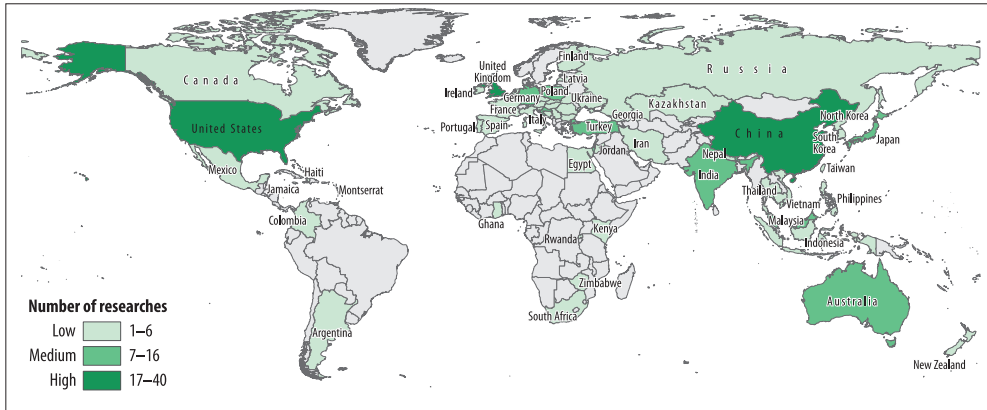 Canada
United States
Mexico
Haiti
Jamaica
Montserrat
Colombia
Argentina
United
Kingdom
Ireland
Finland
Latvia
Germany
Poland
Ukraine
France
Portugal
Spain
Italy
Georgia
Turkey
Kazakhstan
Russia
Jordan
Iran
Egypt
Ghana
Kenya
Rwanda
Zimbabwe
South Africa
China
North Korea
South
Korea
Japan
Nepal
India
Taiwan
Thailand
Vietnam
Philippines
Malaysia
Indonesia
Australia
New Zealand
Number of researches
Low 1–6
Medium 7–16
High 17–40